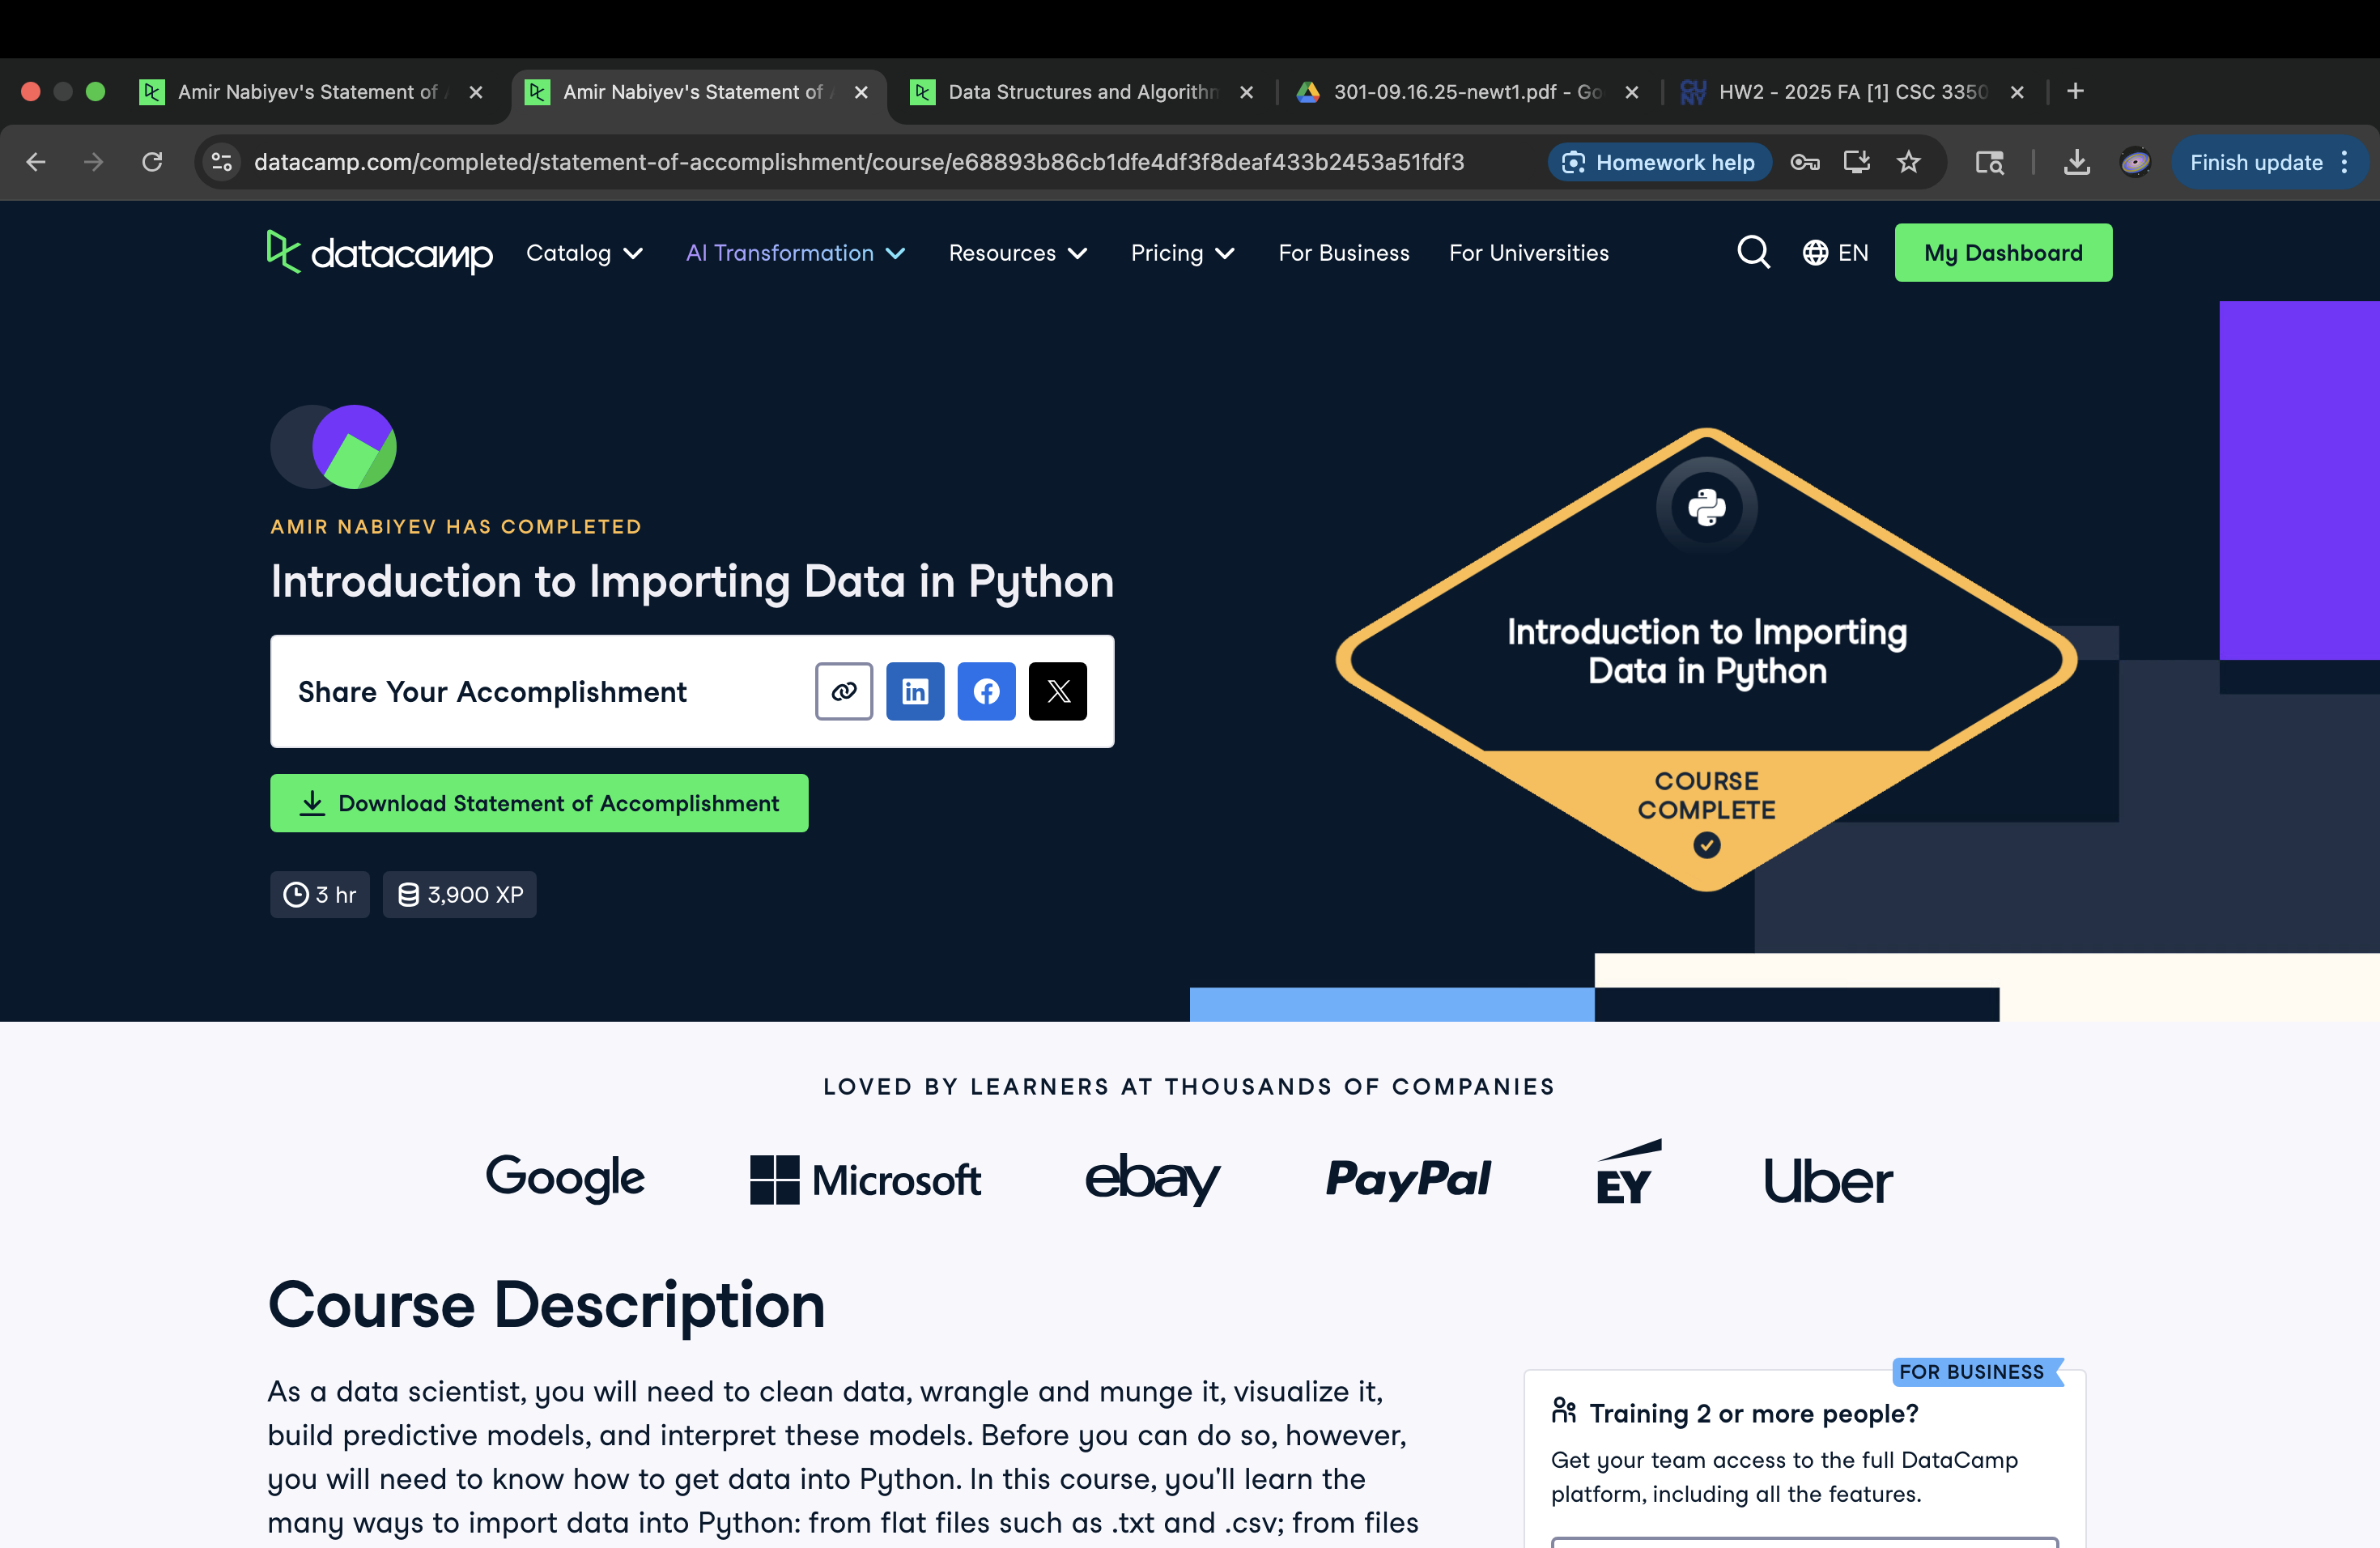 Amir Nabiyev's Statement of
Amir Nabiyev's Statement of
Data Structures and Algorithm
301-09.16.25-newt1.pdf - Go
HW2 - 2025 FA [1] CSC 3350
datacamp.com/completed/statement-of-accomplishment/course/e68893b86cb1dfe4df3f8deaf433b2453a51fdf3
Homework help
Finish update
datacamp
Catalog
AI Transformation
Resources
Pricing
For Business
For Universities
EN
My Dashboard
AMIR NABIYEV HAS COMPLETED
Introduction to Importing Data in Python
Share Your Accomplishment
Download Statement of Accomplishment
3 hr
3,900 XP
Introduction to Importing
Data in Python
COURSE
COMPLETE
LOVED BY LEARNERS AT THOUSANDS OF COMPANIES
Google
Microsoft
ebay
PayPal
EY
Uber
Course Description
As a data scientist, you will need to clean data, wrangle and munge it, visualize it,
build predictive models, and interpret these models. Before you can do so, however,
you will need to know how to get data into Python. In this course, you'll learn the
many ways to import data into Python: from flat files such as .txt and .csv; from files
FOR BUSINESS
Training 2 or more people?
Get your team access to the full DataCamp
platform, including all the features.